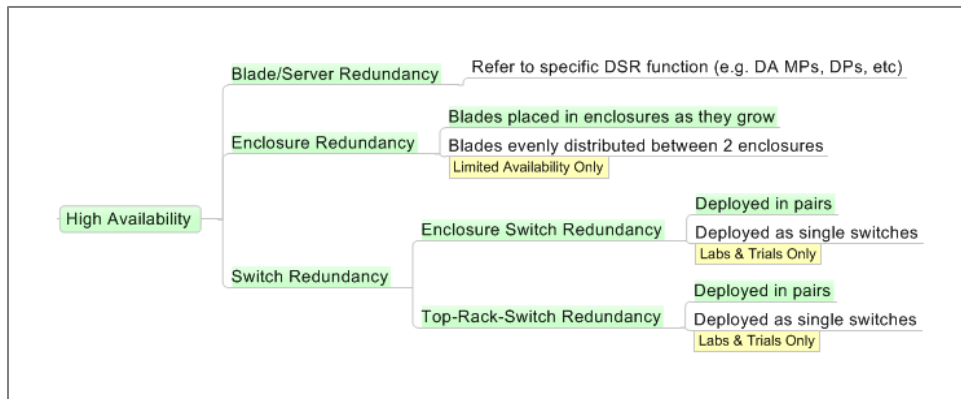 Blade/Server Redundancy
Refer to specific DSR function (e.g. DA MPs, DPs, etc)
Blades placed in enclosures as they grow
Enclosure Redundancy
Blades evenly distributed between 2 enclosures
Limited Availability Only
High Availability
Deployed in pairs
Enclosure Switch Redundancy
Deployed as single switches
Labs & Trials Only
Switch Redundancy
Deployed in pairs
Top-Rack-Switch Redundancy
Deployed as single switches
Labs & Trials Only